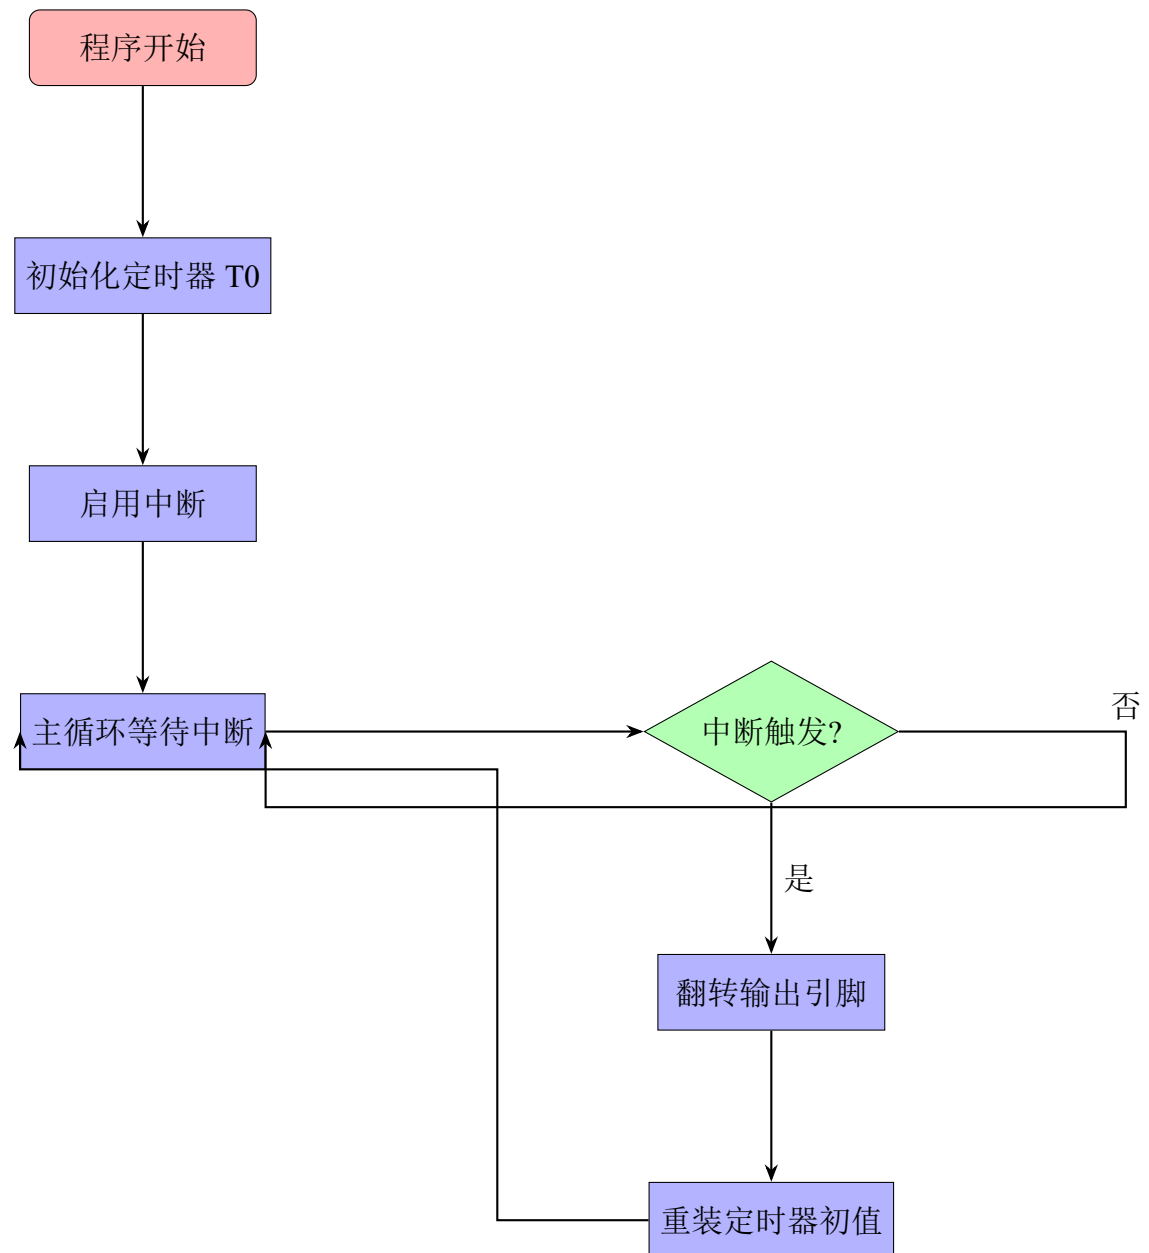 程序开始
初始化定时器 T0
启用中断
主循环等待中断
中断触发?
否
是
翻转输出引脚
重装定时器初值